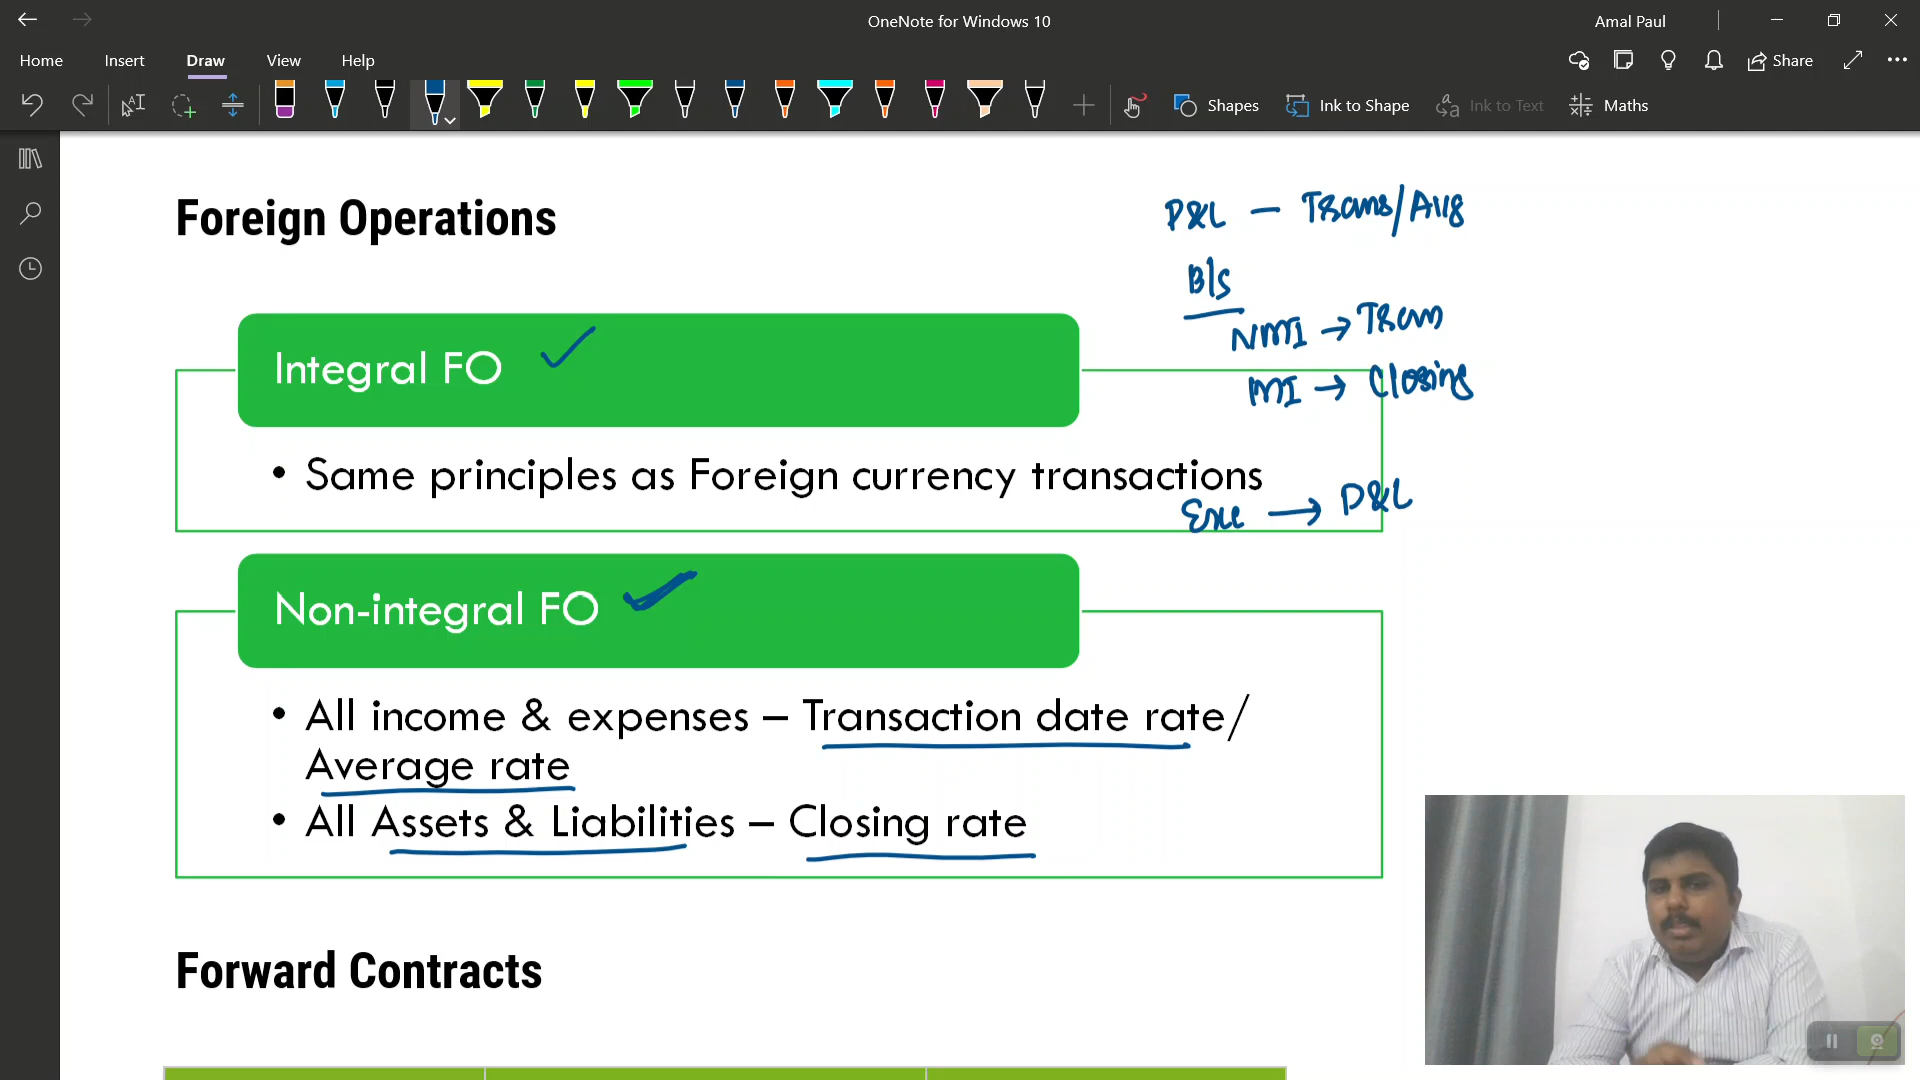 OneNote for Windows 10
Amal Paul
Home Insert Draw View Help
Share
Shapes Ink to Shape Ink to Text Maths
Foreign Operations
P&L – Trans/Avg
B/S
NMI → Tran
MI → Closing
Integral FO
• Same principles as Foreign currency transactions
→ P&L
Non-integral FO
• All income & expenses – Transaction date rate/
Average rate
• All Assets & Liabilities – Closing rate
Forward Contracts